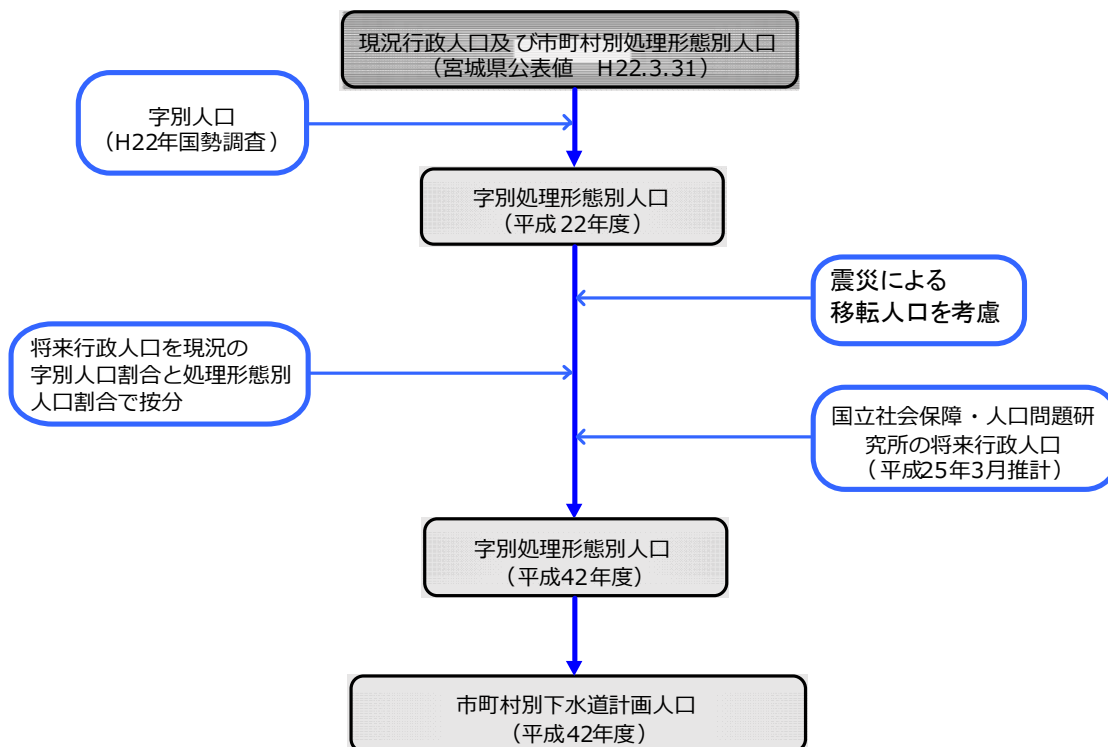 現況行政人口及び市町村別処理形態別人口
（宮城県公表値　H22.3.31）
字別人口
（H22年国勢調査）
字別処理形態別人口
（平成22年度）
震災による
移転人口を考慮
将来行政人口を現況の
字別人口割合と処理形態別
人口割合で按分
国立社会保障・人口問題研
究所の将来行政人口
（平成25年3月推計）
字別処理形態別人口
（平成42年度）
市町村別下水道計画人口
（平成42年度）